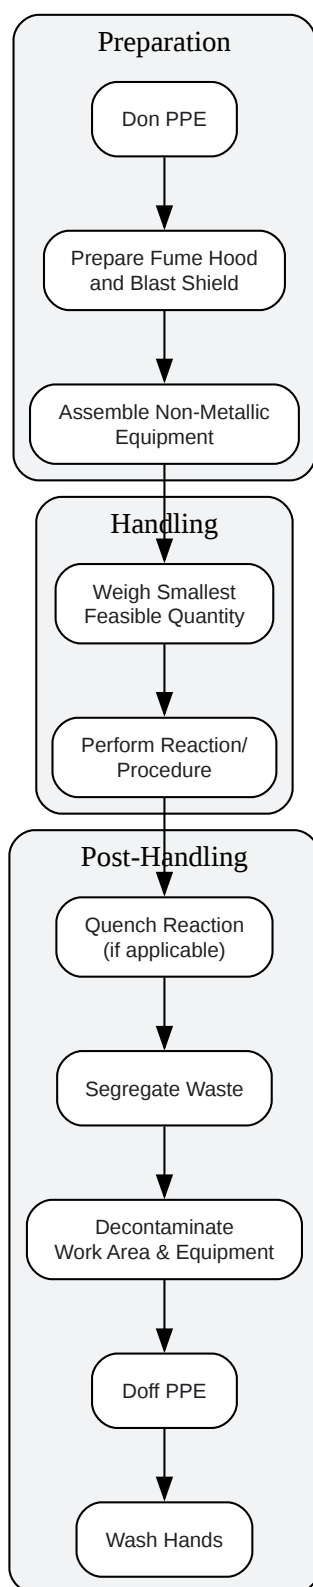 Preparation
Don PPE
Prepare Fume Hood
and Blast Shield
Assemble Non-Metallic
Equipment
Handling
Weigh Smallest
Feasible Quantity
Perform Reaction/
Procedure
Post-Handling
Quench Reaction
(if applicable)
Segregate Waste
Decontaminate
Work Area & Equipment
Doff PPE
Wash Hands